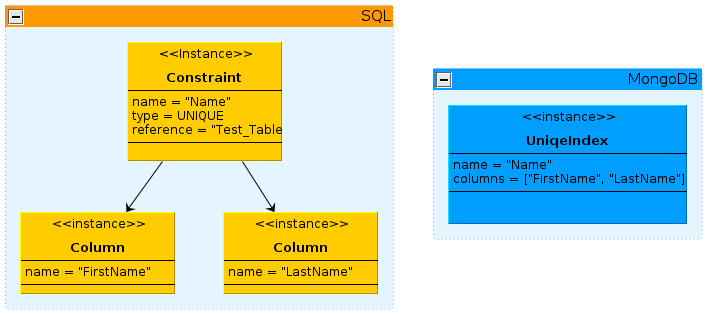 SQL
<<Instance>>
Constraint
name = "Name"
type = UNIQUE
reference = "Test_Table
<<instance>>
Column
name = "FirstName"
<<instance>>
Column
name = "LastName"
MongoDB
<<instance>>
UniqeIndex
name = "Name"
columns = ["FirstName", "LastName"]